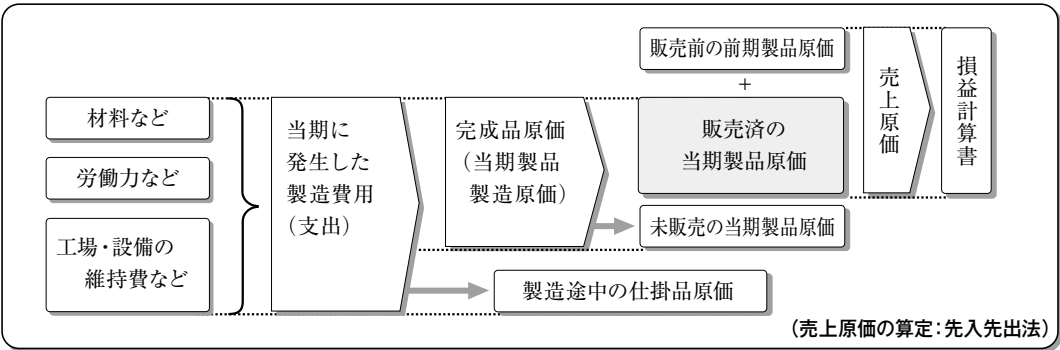 材料など
労働力など
工場・設備の
維持費など
当期に
発生した
製造費用
（支出）
完成品原価
（当期製品
製造原価）
販売前の前期製品原価
+
販売済の
当期製品原価
未販売の当期製品原価
製造途中の仕掛品原価
売上原価
損益計算書
（売上原価の算定：先入先出法）